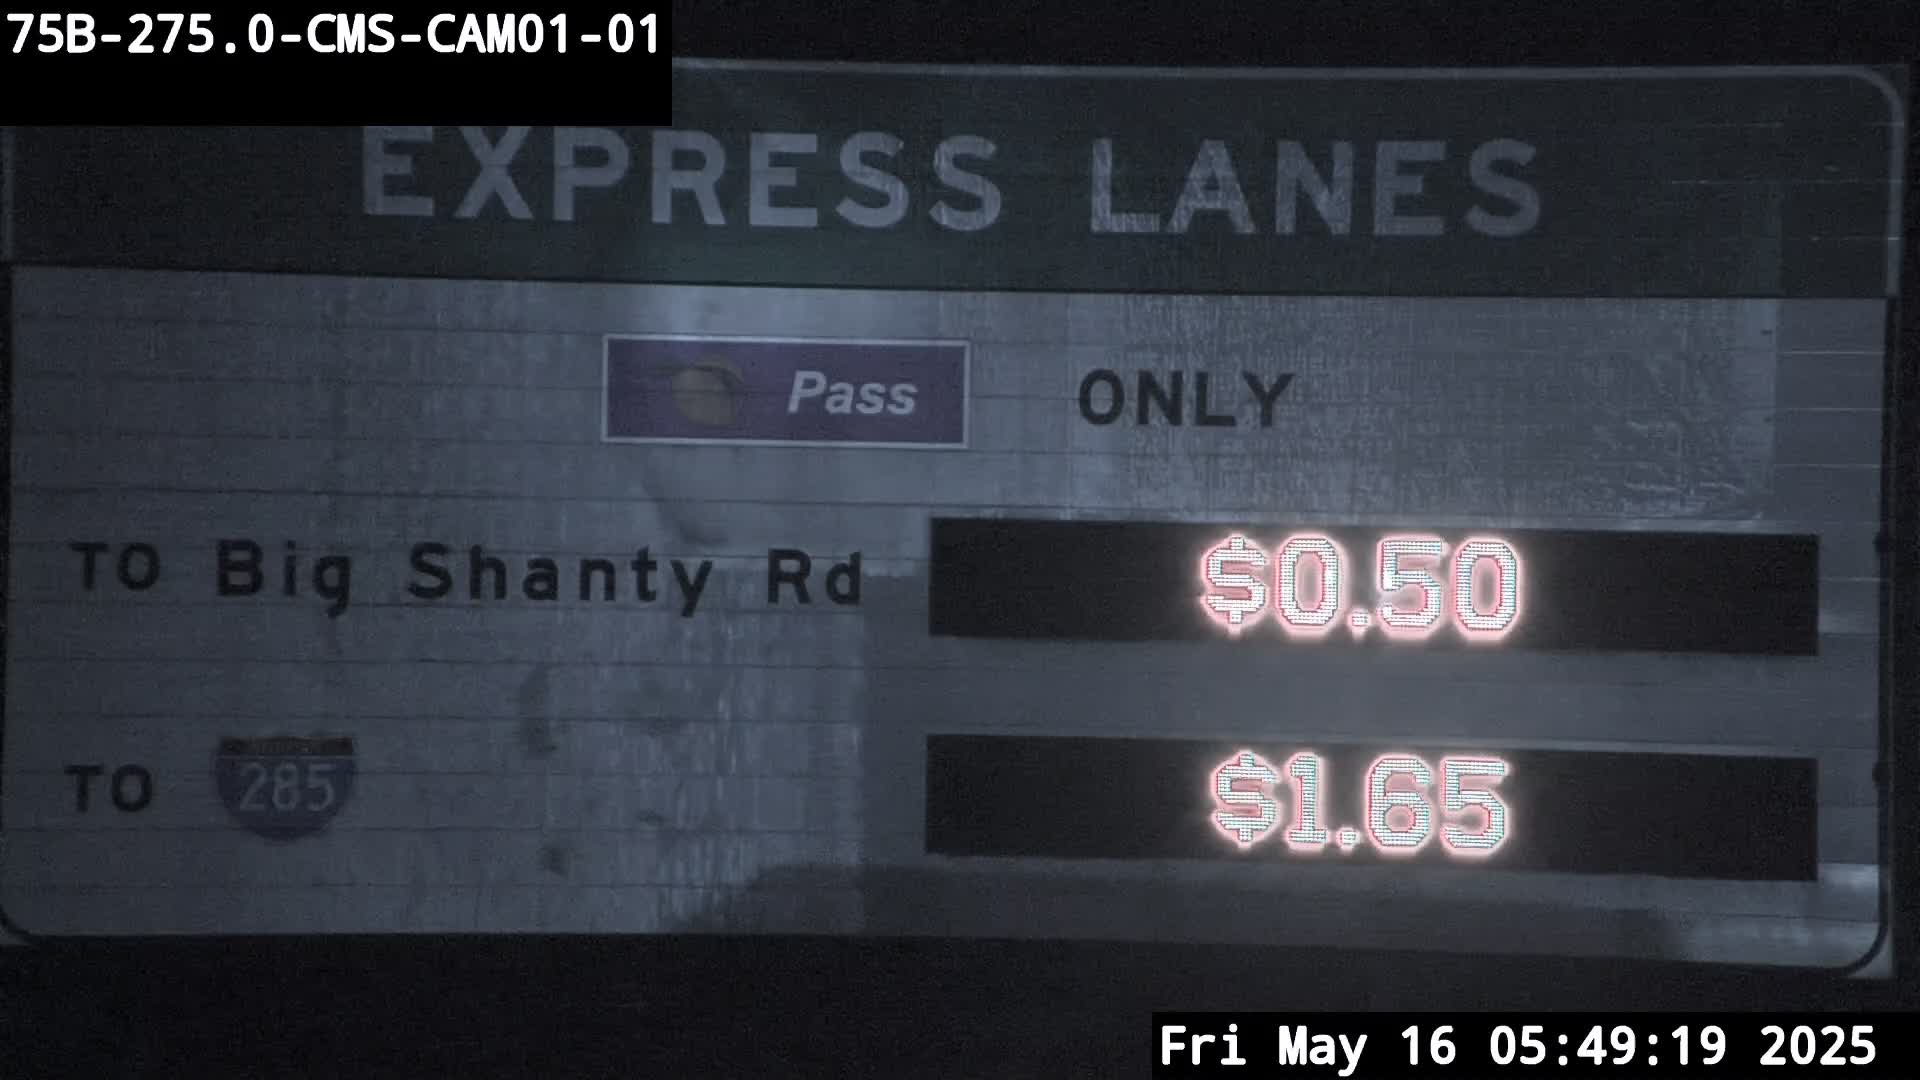 75B-275.0-CMS-CAM01-01
EXPRESS LANES
Pass ONLY
TO Big Shanty Rd $0.50
TO 285 $1.65
Fri May 16 05:49:19 2025